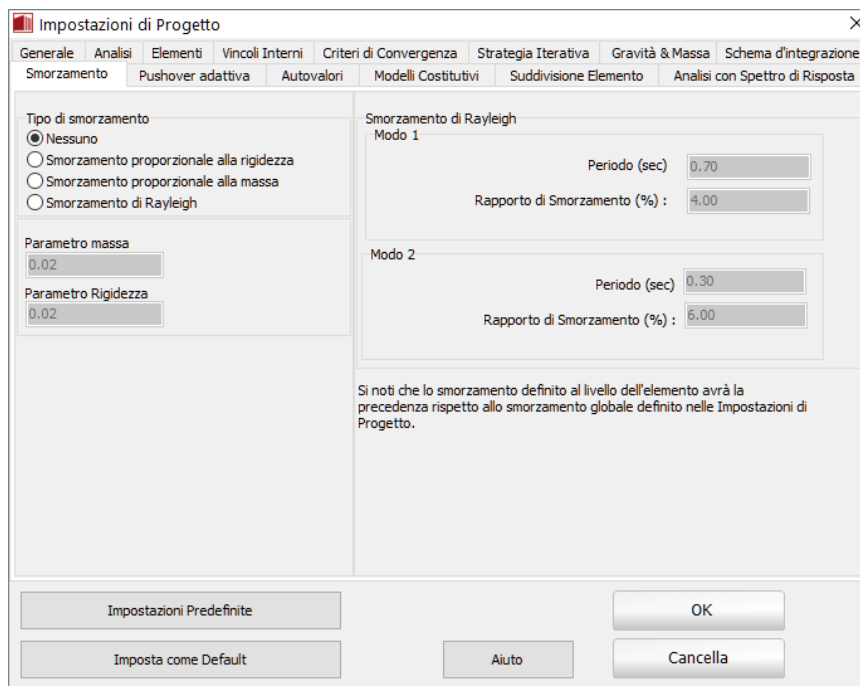 Impostazioni di Progetto
Generale Analisi Elementi Vincoli Interni Criteri di Convergenza Strategia Iterativa Gravità & Massa Schema d'integrazione
Smorzamento Pushover adattiva Autovalori Modelli Costitutivi Suddivisione Elemento Analisi con Spettro di Risposta
Tipo di smorzamento
Nessuno
Smorzamento proporzionale alla rigidezza
Smorzamento proporzionale alla massa
Smorzamento di Rayleigh
Parametro massa
0.02
Parametro Rigidezza
0.02
Smorzamento di Rayleigh
Modo 1
Periodo (sec) 0.70
Rapporto di Smorzamento (%) : 4.00
Modo 2
Periodo (sec) 0.30
Rapporto di Smorzamento (%) : 6.00
Si noti che lo smorzamento definito al livello dell'elemento avrà la
precedenza rispetto allo smorzamento globale definito nelle Impostazioni di
Progetto.
Impostazioni Predefinite OK
Imposta come Default Aiuto Cancella